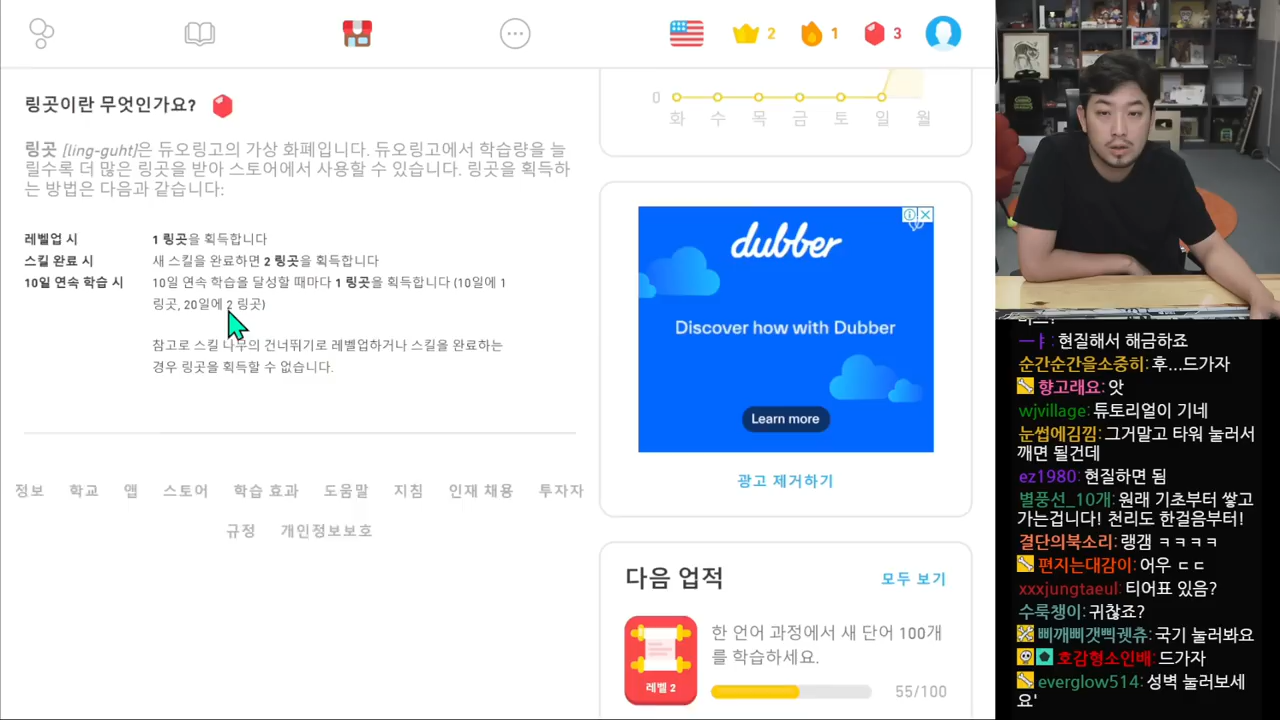 2
1
3
링곳이란 무엇인가요?
링곳 [ling-guht]은 듀오링고의 가상 화폐입니다. 듀오링고에서 학습량을 늘
릴수록 더 많은 링곳을 받아 스토어에서 사용할 수 있습니다. 링곳을 획득하
는 방법은 다음과 같습니다:
레벨업 시 1 링곳을 획득합니다
스킬 완료 시 새 스킬을 완료하면 2 링곳을 획득합니다
10일 연속 학습 시 10일 연속 학습을 달성할 때마다 1 링곳을 획득합니다 (10일에 1
링곳, 20일에 2 링곳)
참고로 스킬 나무의 건너뛰기로 레벨업하거나 스킬을 완료하는
경우 링곳을 획득할 수 없습니다.
정보 학교 앱 스토어 학습 효과 도움말 지침 인재 채용 투자자
규정 개인정보보호
0
화 수 목 금 토 일 월
dubber
Discover how with Dubber
Learn more
광고 제거하기
다음 업적 모두 보기
한 언어 과정에서 새 단어 100개
를 학습하세요.
레벨 2
55/100
ㅡㅑ: 현질해서 해금하죠
순간순간을소중히: 후...드가자
향고래요: 앗
wjvillage: 튜토리얼이 기네
눈썹에김낌: 그거말고 타워 눌러서
깨면 될건데
ez1980: 현질하면 됨
별풍선_10개: 원래 기초부터 쌓고
가는겁니다! 천리도 한걸음부터!
결단의북소리: 랭갬 ㅋㅋㅋㅋ
편지는대감이: 어우 ㄷㄷ
xxxjungtaeul: 티어표 있음?
수룩챙이: 귀찮죠?
삐깨삐갯삑궷츄: 국기 눌러봐요
호감형소인배: 드가자
everglow514: 성벽 눌러보세
요'